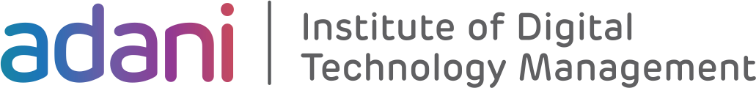 adani
Institute of Digital
Technology Management